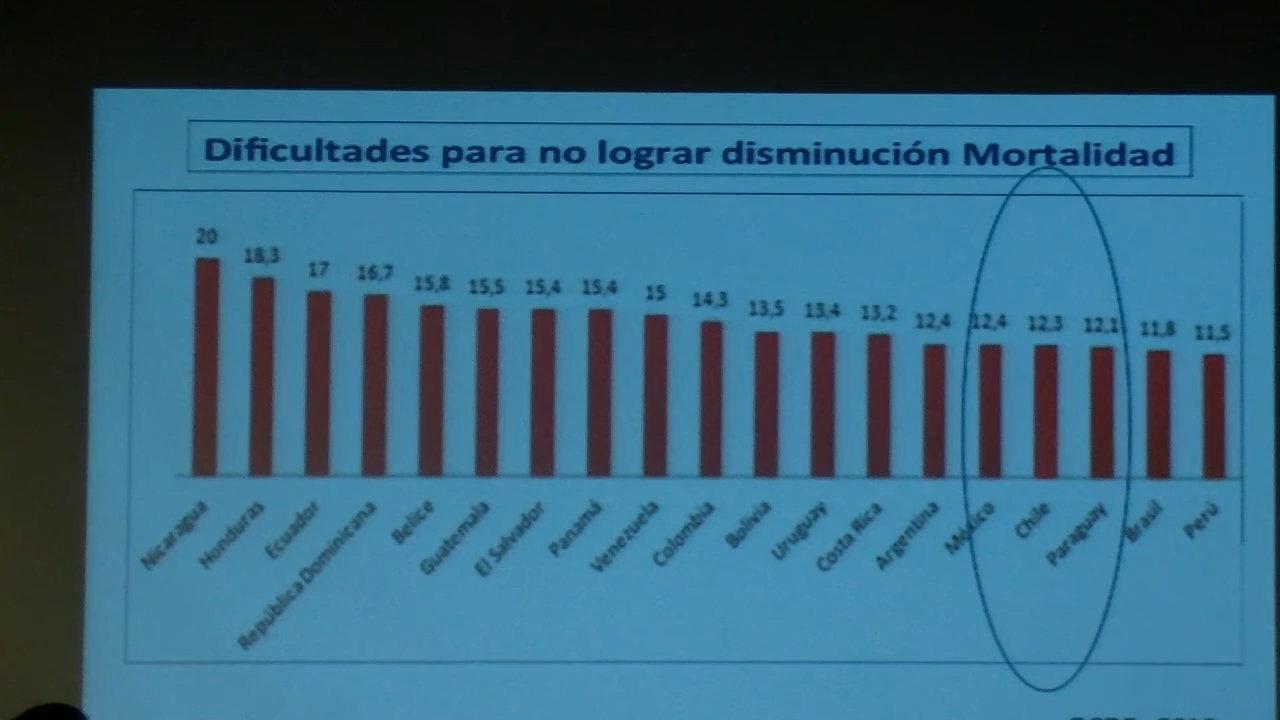 Dificultades para no lograr disminución Mortalidad
20 18,3 17 16,7 15,8 15,5 15,4 15,4 15 14,3 13,5 13,4 13,2 12,4 12,4 12,3 12,1 11,8 11,5
Nicaragua Honduras Ecuador República Dominicana Belice Guatemala El Salvador Panamá Venezuela Colombia Bolivia Uruguay Costa Rica Argentina México Chile Paraguay Brasil Perú